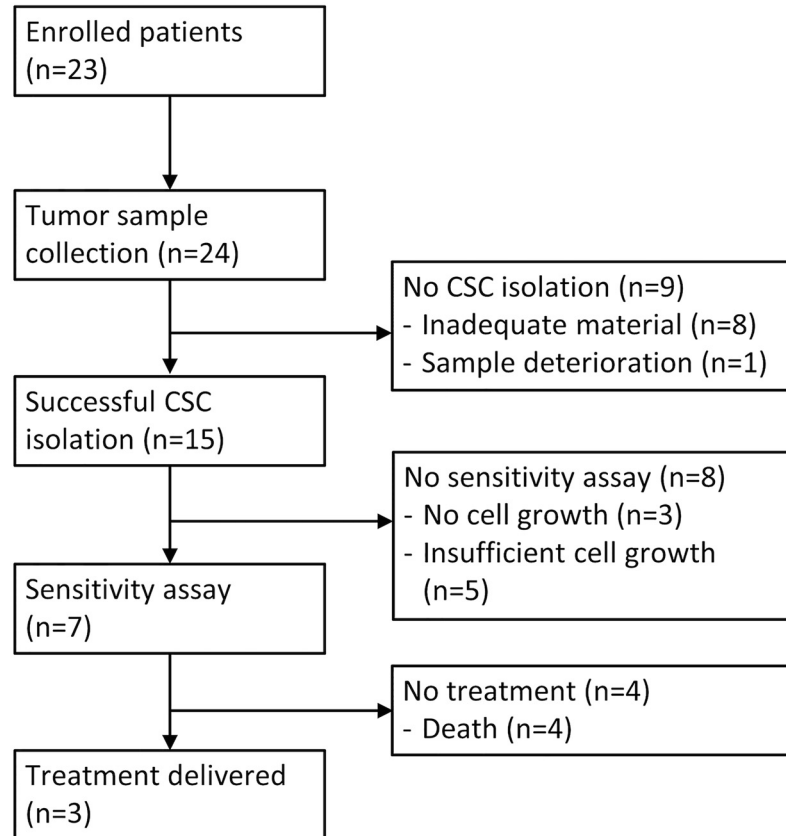 Enrolled patients
(n=23)
Tumor sample
collection (n=24)
No CSC isolation (n=9)
- Inadequate material (n=8)
- Sample deterioration (n=1)
Successful CSC
isolation (n=15)
No sensitivity assay (n=8)
- No cell growth (n=3)
- Insufficient cell growth
(n=5)
Sensitivity assay
(n=7)
No treatment (n=4)
- Death (n=4)
Treatment delivered
(n=3)